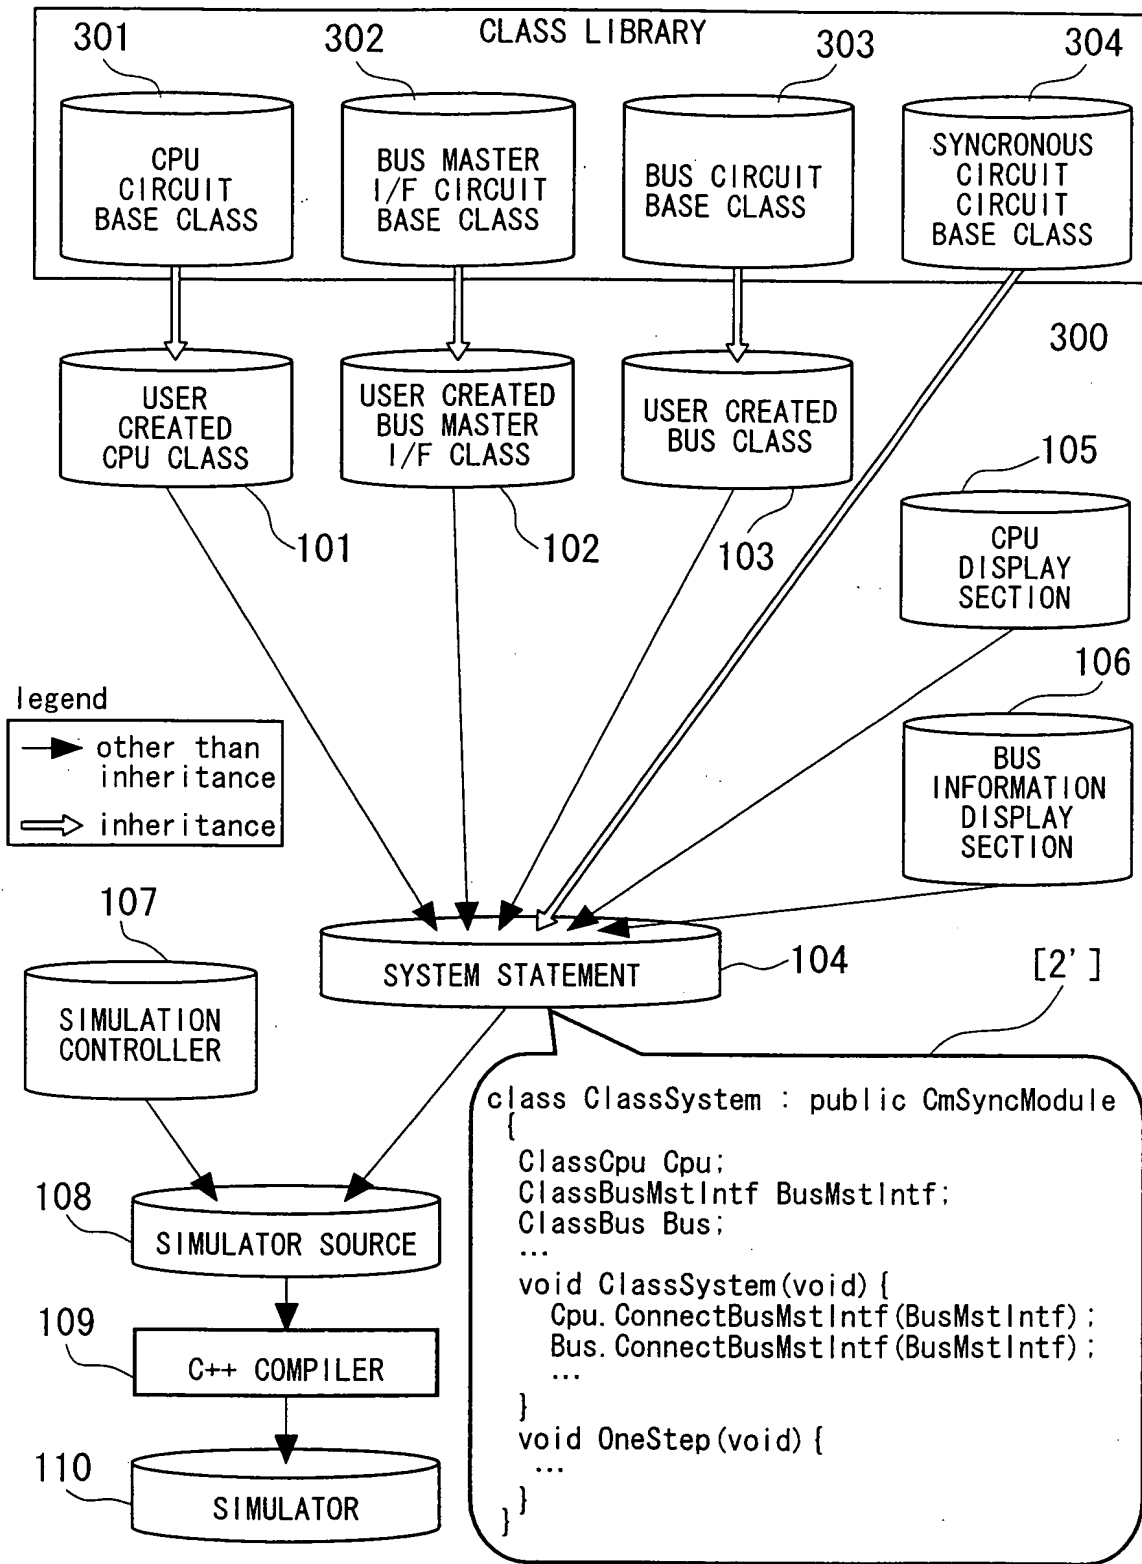 CLASS LIBRARY
301
302
303
304
CPU
CIRCUIT
BASE CLASS
BUS MASTER
I/F CIRCUIT
BASE CLASS
BUS CIRCUIT
BASE CLASS
SYNCRONOUS
CIRCUIT
CIRCUIT
BASE CLASS
300
USER
CREATED
CPU CLASS
USER CREATED
BUS MASTER
I/F CLASS
USER CREATED
BUS CLASS
101
102
103
105
CPU
DISPLAY
SECTION
106
BUS
INFORMATION
DISPLAY
SECTION
legend
other than
inheritance
inheritance
107
SIMULATION
CONTROLLER
SYSTEM STATEMENT
104
[2']
class ClassSystem : public CmSyncModule
{
ClassCpu Cpu;
ClassBusMstIntf BusMstIntf;
ClassBus Bus;
...
void ClassSystem(void){
Cpu.ConnectBusMstIntf(BusMstIntf);
Bus.ConnectBusMstIntf(BusMstIntf);
...
}
void OneStep(void){
...
}
}
108
SIMULATOR SOURCE
109
C++ COMPILER
110
SIMULATOR